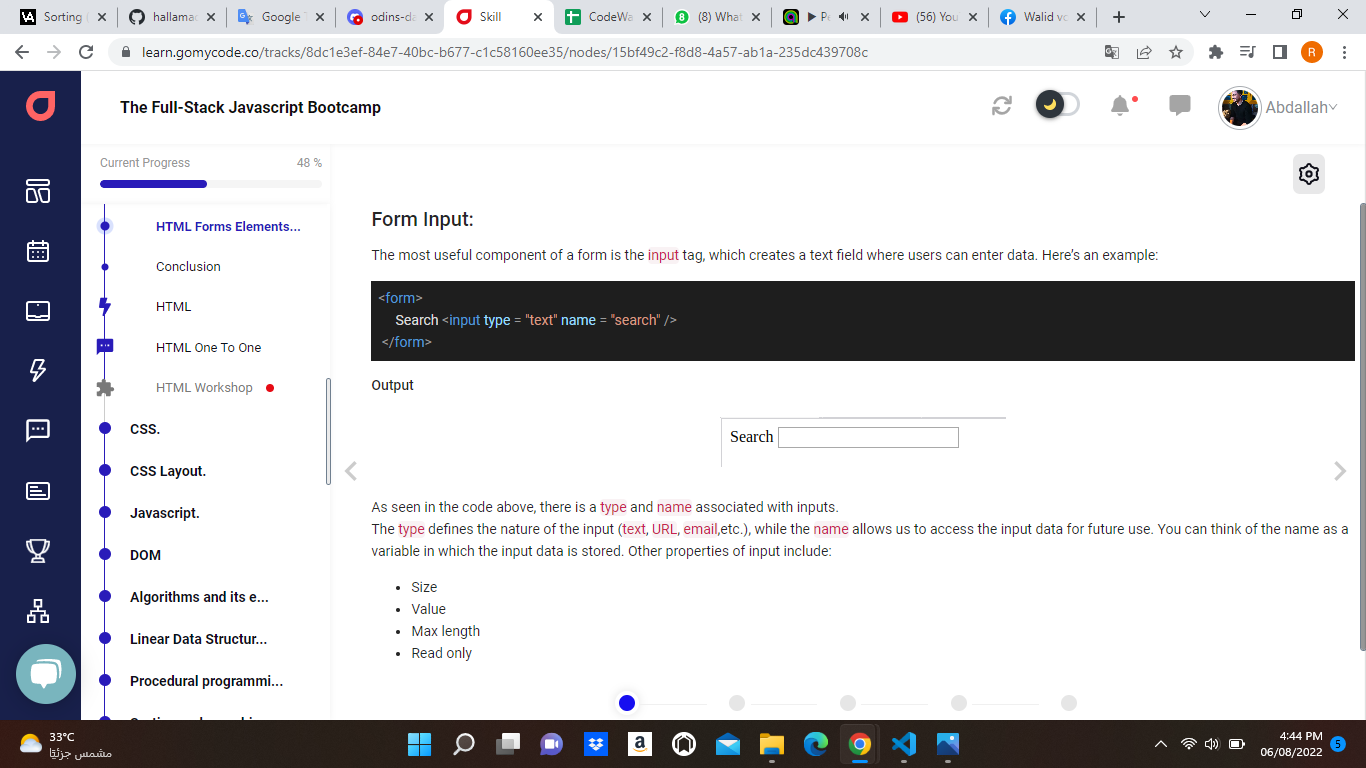 Sorting
hallamac
Google T
odins-da
Skill
CodeWa
(8) What
(56) You
Walid vo
learn.gomycode.co/tracks/8dc1e3ef-84e7-40bc-b677-c1c58160ee35/nodes/15bf49c2-f8d8-4a57-ab1a-235dc439708c
R
The Full-Stack Javascript Bootcamp
Abdallah
Current Progress
48 %
HTML Forms Elements...
Conclusion
HTML
HTML One To One
HTML Workshop
CSS.
CSS Layout.
Javascript.
DOM
Algorithms and its e...
Linear Data Structur...
Procedural programmi...
Form Input:
The most useful component of a form is the input tag, which creates a text field where users can enter data. Here’s an example:
<form>
Search <input type = "text" name = "search" />
</form>
Output
Search
As seen in the code above, there is a type and name associated with inputs.
The type defines the nature of the input (text, URL, email,etc.), while the name allows us to access the input data for future use. You can think of the name as a
variable in which the input data is stored. Other properties of input include:
Size
Value
Max length
Read only
33°C
مشمس جزئيًا
4:44 PM
06/08/2022
5